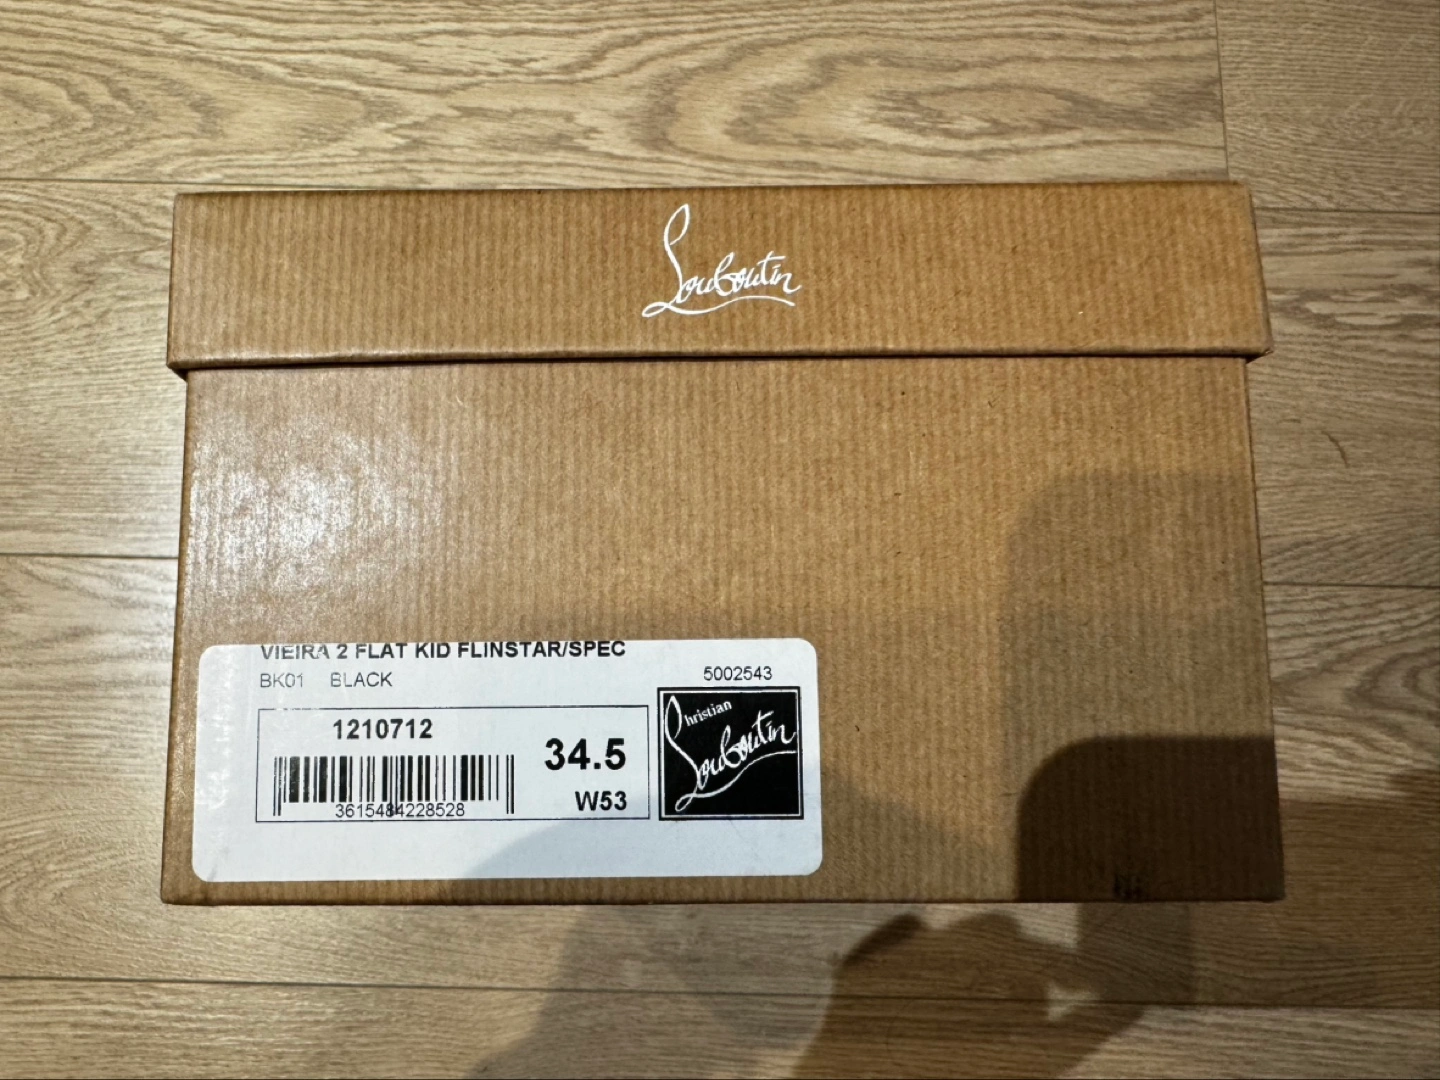 Louboutin
VIEIRA 2 FLAT KID FLINSTAR/SPEC
BK01 BLACK
5002543
1210712
34.5
W53
3615484228528
Christian
Louboutin